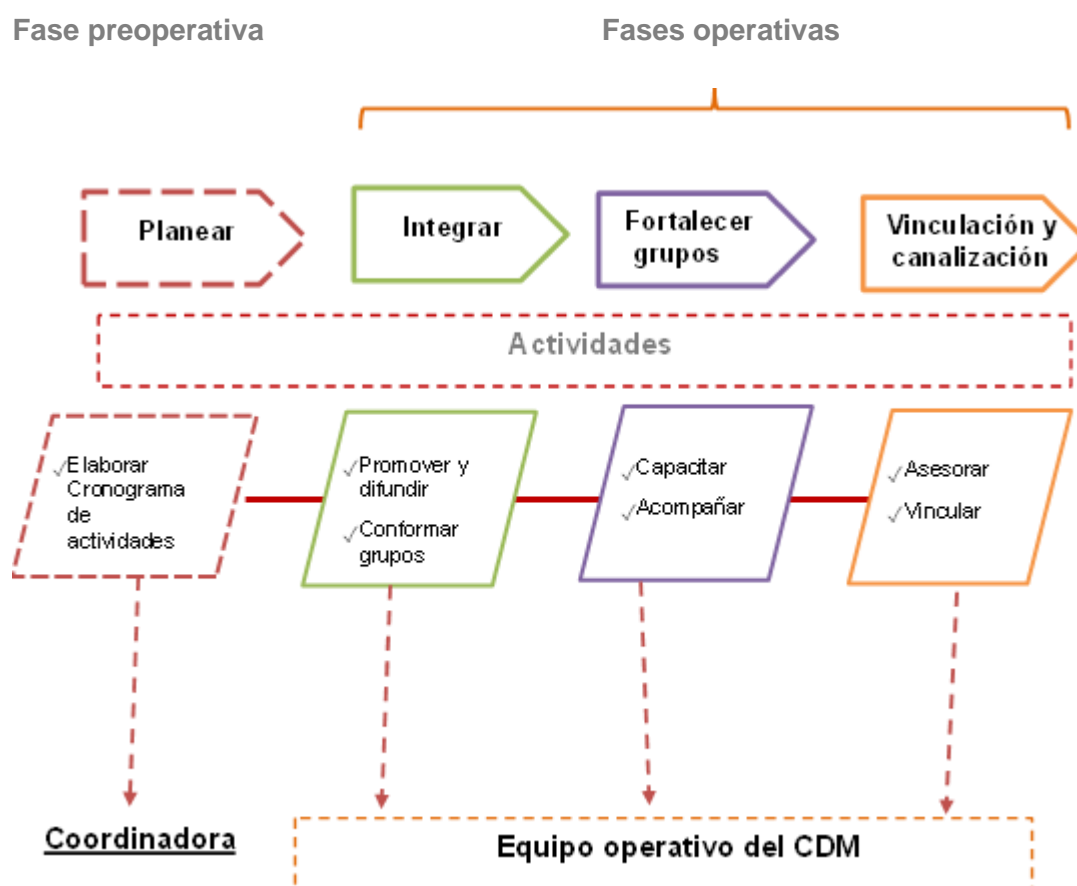 Fase preoperativa
Fases operativas
Planear
Integrar
Fortalecer
grupos
Vinculación y
canalización
Actividades
Elaborar
Cronograma
de
actividades
Promover y
difundir
Conformar
grupos
Capacitar
Acompañar
Asesorar
Vincular
Coordinadora
Equipo operativo del CDM